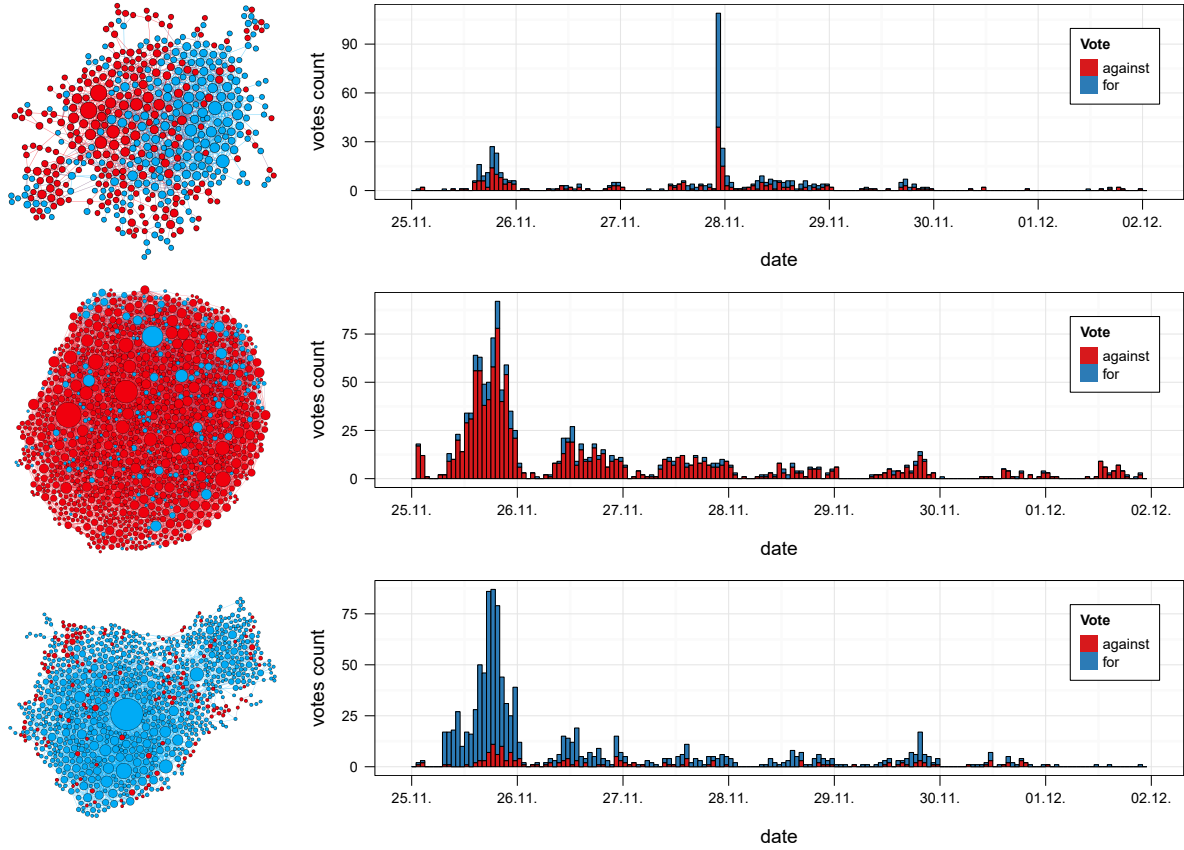 votes count
90
60
30
0
Vote
against
for
25.11. 26.11. 27.11. 28.11. 29.11. 30.11. 01.12. 02.12.
date
votes count
75
50
25
0
Vote
against
for
25.11. 26.11. 27.11. 28.11. 29.11. 30.11. 01.12. 02.12.
date
votes count
75
50
25
0
Vote
against
for
25.11. 26.11. 27.11. 28.11. 29.11. 30.11. 01.12. 02.12.
date